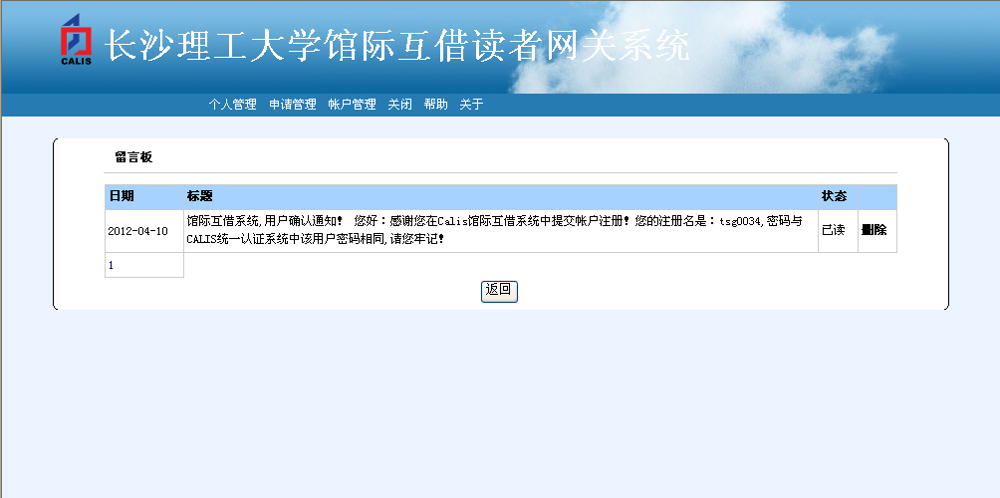 CALIS
长沙理工大学馆际互借读者网关系统
个人管理 申请管理 帐户管理 关闭 帮助 关于
留言板
日期 标题 状态
馆际互借系统,用户确认通知! 您好:感谢您在Calis馆际互借系统中提交帐户注册! 您的注册名是: tsg0034,密码与
2012-04-10 已读 删除
CALIS统一认证系统中该用户密码相同,请您牢记!
1
返回